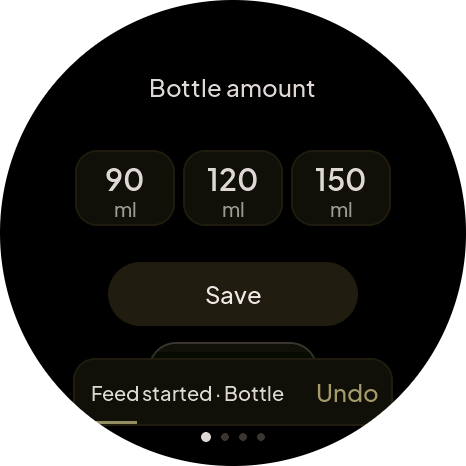 Bottle amount
90 120 150
ml ml ml
Save
Feed started · Bottle Undo